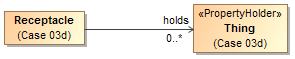 Receptacle
(Case 03d)
holds
0..*
«PropertyHolder»
Thing
(Case 03d)